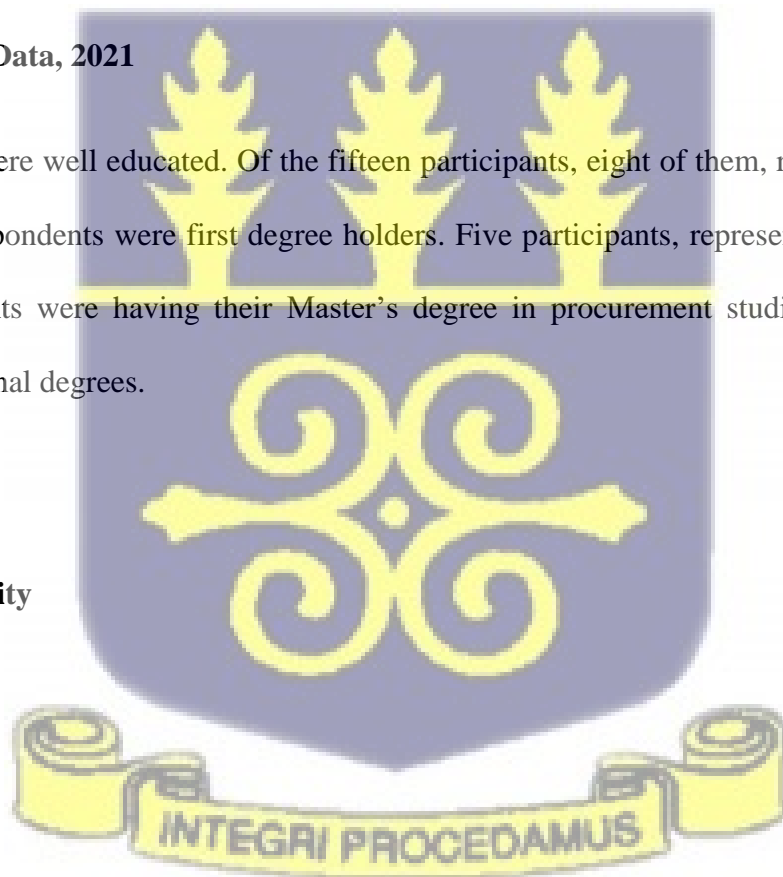 Data, 2021
ere well educated. Of the fifteen participants, eight of them, r
pondents were first degree holders. Five participants, represe
nts were having their Master’s degree in procurement studi
nal degrees.
ity
INTEGRI PROCEDAMUS